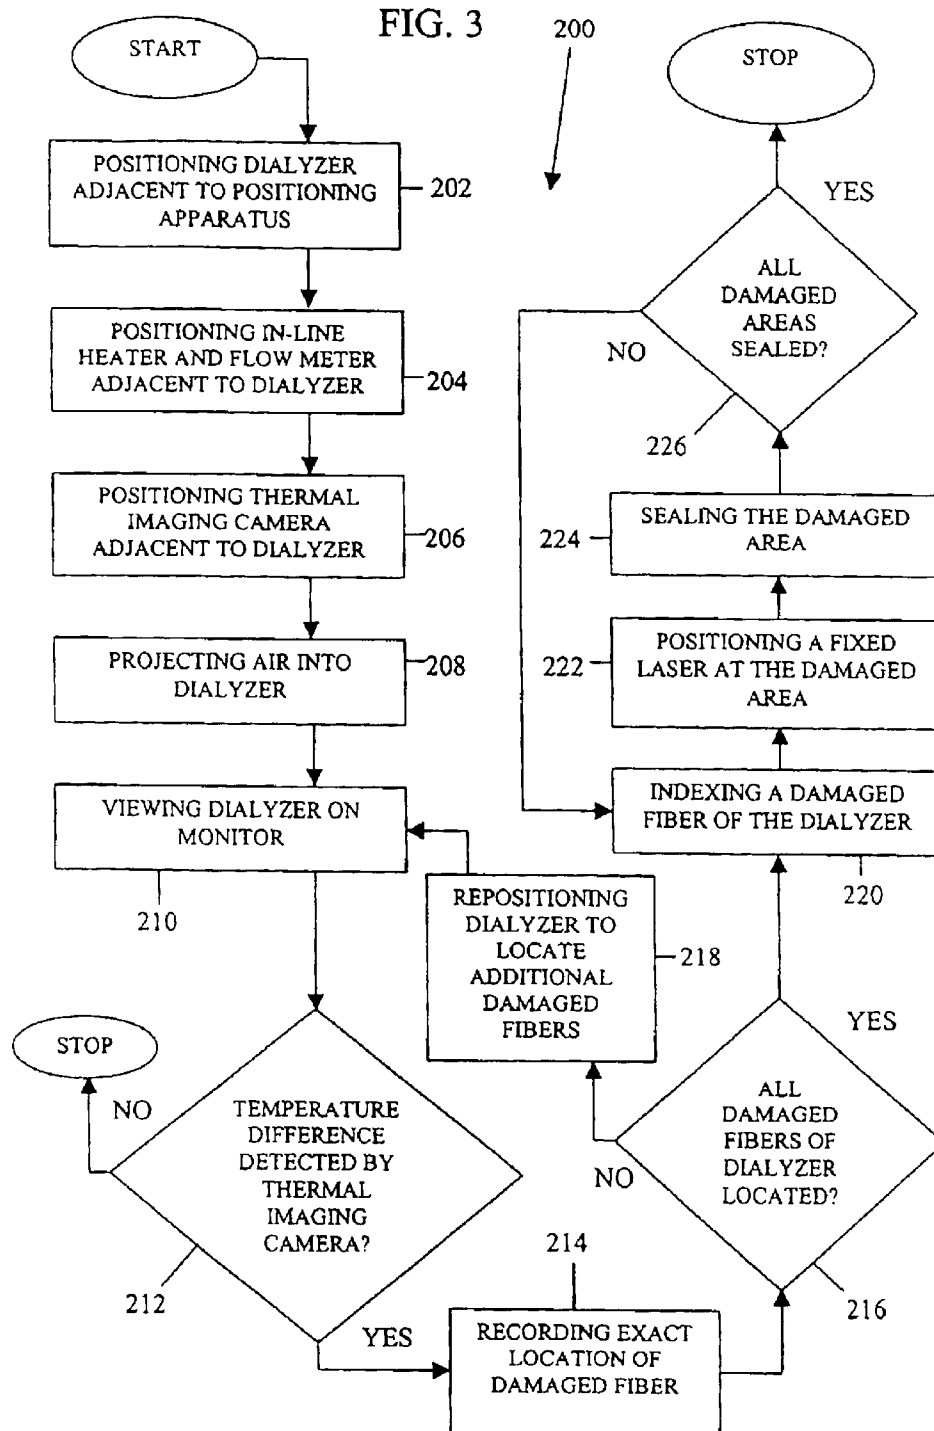 FIG. 3
200
START
POSITIONING DIALYZER
ADJACENT TO POSITIONING
APPARATUS
202
POSITIONING IN-LINE
HEATER AND FLOW METER
ADJACENT TO DIALYZER
204
POSITIONING THERMAL
IMAGING CAMERA
ADJACENT TO DIALYZER
206
PROJECTING AIR INTO
DIALYZER
208
VIEWING DIALYZER ON
MONITOR
210
STOP
NO
TEMPERATURE
DIFFERENCE
DETECTED BY
THERMAL
IMAGING
CAMERA?
212
YES
214
RECORDING EXACT
LOCATION OF
DAMAGED FIBER
ALL
DAMAGED
FIBERS OF
DIALYZER
LOCATED?
216
NO
YES
REPOSITIONING
DIALYZER TO
LOCATE
ADDITIONAL
DAMAGED
FIBERS
218
INDEXING A DAMAGED
FIBER OF THE DIALYZER
220
POSITIONING A FIXED
LASER AT THE DAMAGED
AREA
222
SEALING THE DAMAGED
AREA
224
ALL
DAMAGED
AREAS
SEALED?
226
NO
YES
STOP